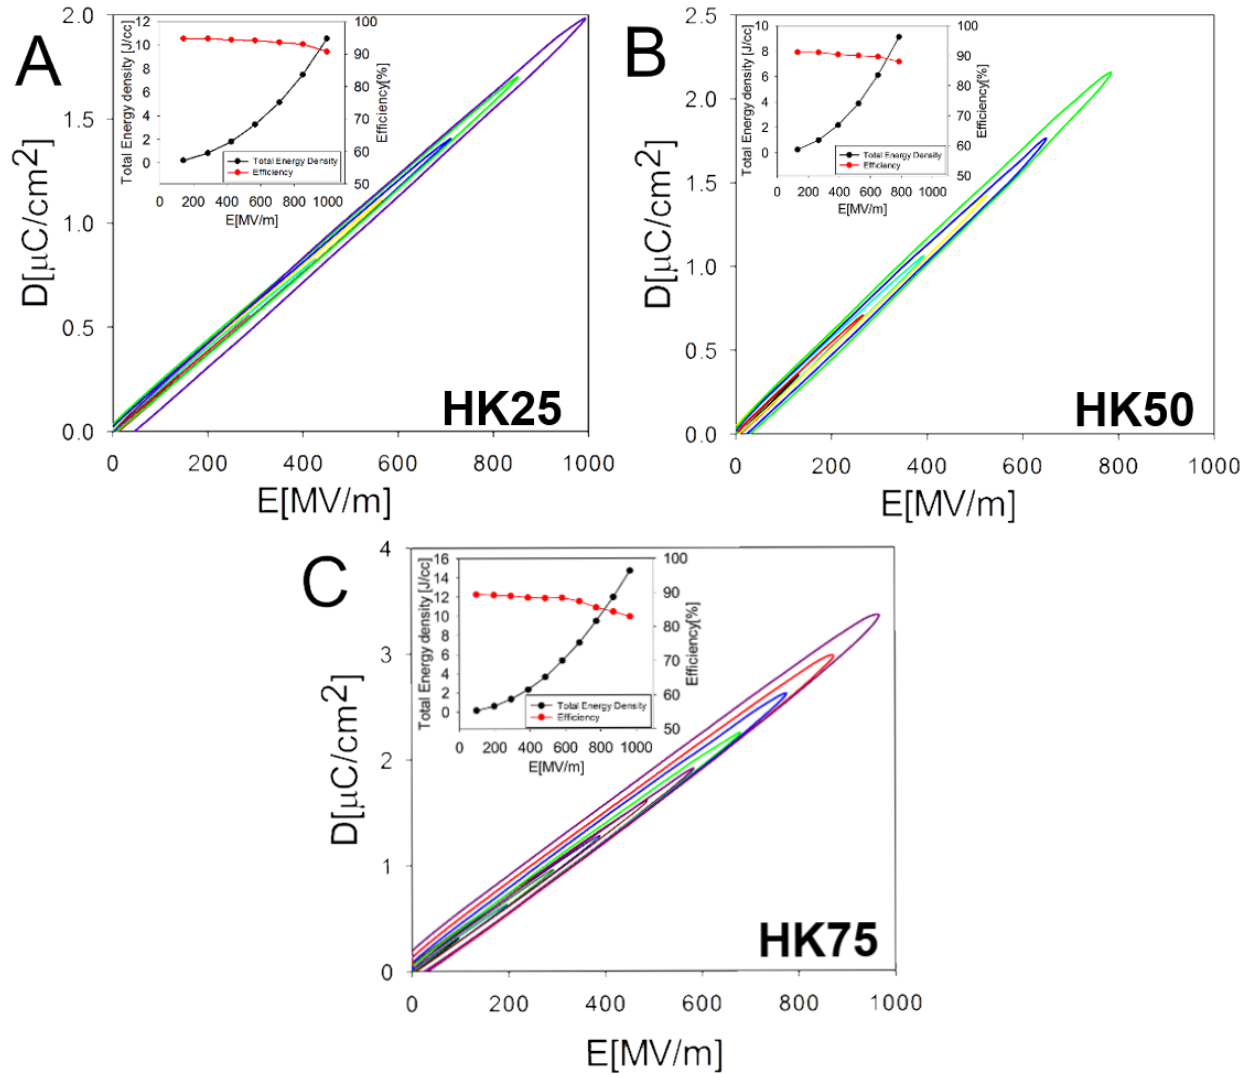 A
2.0
1.5
1.0
0.5
0.0
D[μC/cm2]
0 200 400 600 800 1000
E[MV/m]
HK25
Total Energy density [J/cc]
12
10
8
6
4
2
0
100
90
80
70
60
50
Efficiency[%]
Total Energy Density
Efficiency
0 200 400 600 800 1000
E[MV/m]
B
2.5
2.0
1.5
1.0
0.5
0.0
D[μC/cm2]
0 200 400 600 800 1000
E[MV/m]
HK50
Total Energy density [J/cc]
10
8
6
4
2
0
100
90
80
70
60
50
Efficiency[%]
Total Energy Density
Efficiency
0 200 400 600 800 1000
E[MV/m]
C
4
3
2
1
0
D[μC/cm2]
0 200 400 600 800 1000
E[MV/m]
HK75
Total Energy density [J/cc]
16
14
12
10
8
6
4
2
0
100
90
80
70
60
50
Efficiency[%]
Total Energy Density
Efficiency
0 200 400 600 800 1000
E[MV/m]